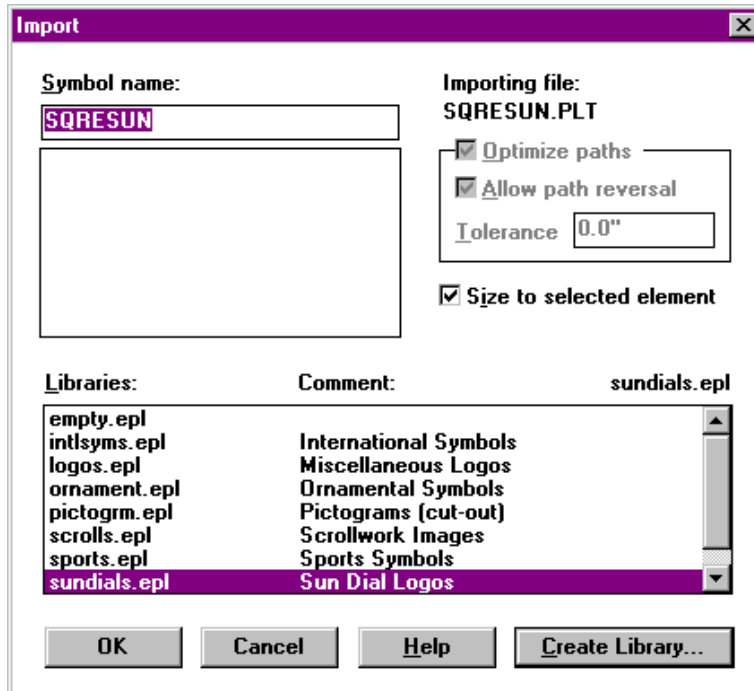 Import
Symbol name:
SQRESUN
Importing file:
SQRESUN.PLT
Optimize paths
Allow path reversal
Tolerance 0.0"
Size to selected element
Libraries: Comment: sundials.epl
empty.epl
intlsyms.epl International Symbols
logos.epl Miscellaneous Logos
ornament.epl Ornamental Symbols
pictogrm.epl Pictograms (cut-out)
scrolls.epl Scrollwork Images
sports.epl Sports Symbols
sundials.epl Sun Dial Logos
OK Cancel Help Create Library...